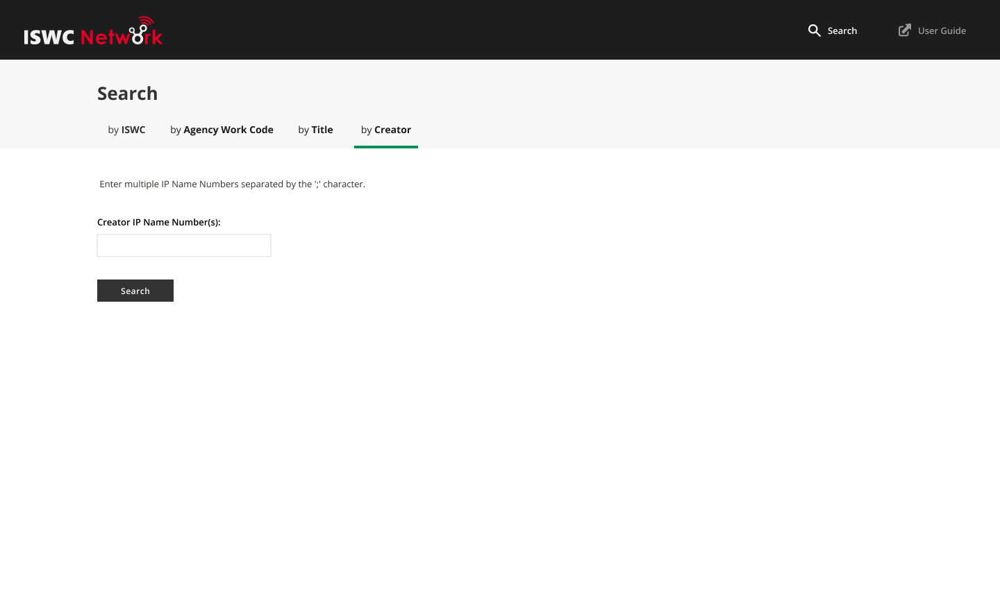 ISWC Network
Search
User Guide
Search
by ISWC
by Agency Work Code
by Title
by Creator
Enter multiple IP Name Numbers separated by the ';' character.
Creator IP Name Number(s):
Search